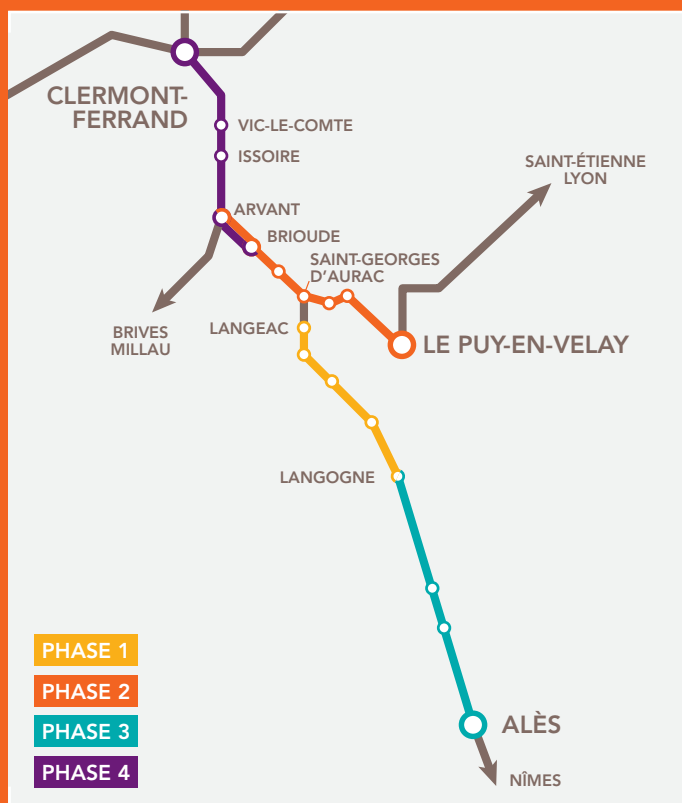 CLERMONT-
FERRAND
VIC-LE-COMTE
ISSOIRE
SAINT-ÉTIENNE
LYON
ARVANT
BRIOUDE
SAINT-GEORGES
D'AURAC
BRIVES
MILLAU
LANGEAC
LE PUY-EN-VELAY
LANGOGNE
PHASE 1
PHASE 2
PHASE 3
PHASE 4
ALÈS
NÎMES